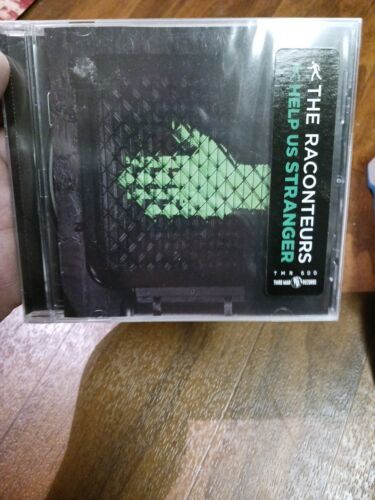 THE RACONTEURS
HELP US STRANGER
TMR 600
THIRD MAN RECORDS